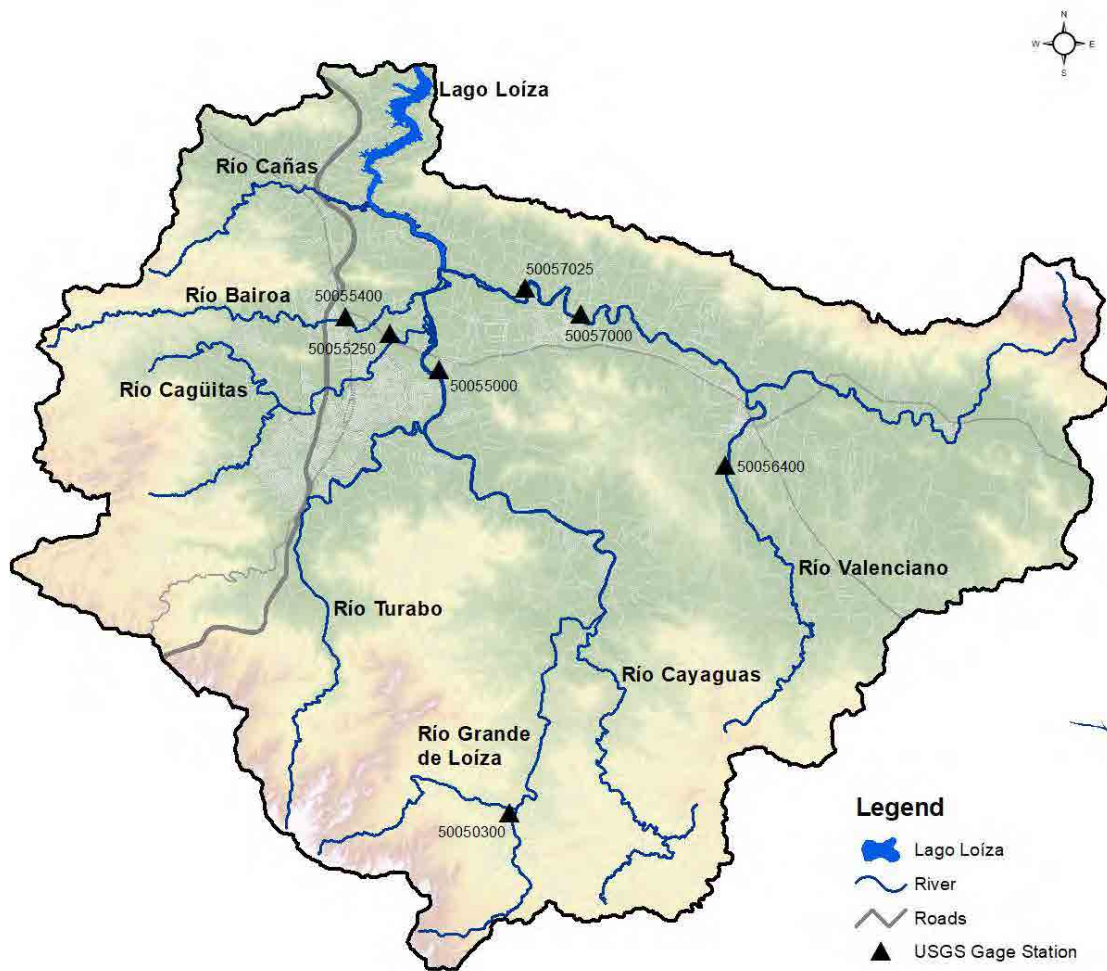 N
W
E
S
Lago Loíza
Río Cañas
50057025
Río Bairoa
50055400
50057000
50055250
50055000
Río Cagüitas
50056400
Río Valenciano
Río Turabo
Río Cayaguas
Río Grande
de Loíza
50050300
Legend
Lago Loíza
River
Roads
USGS Gage Station